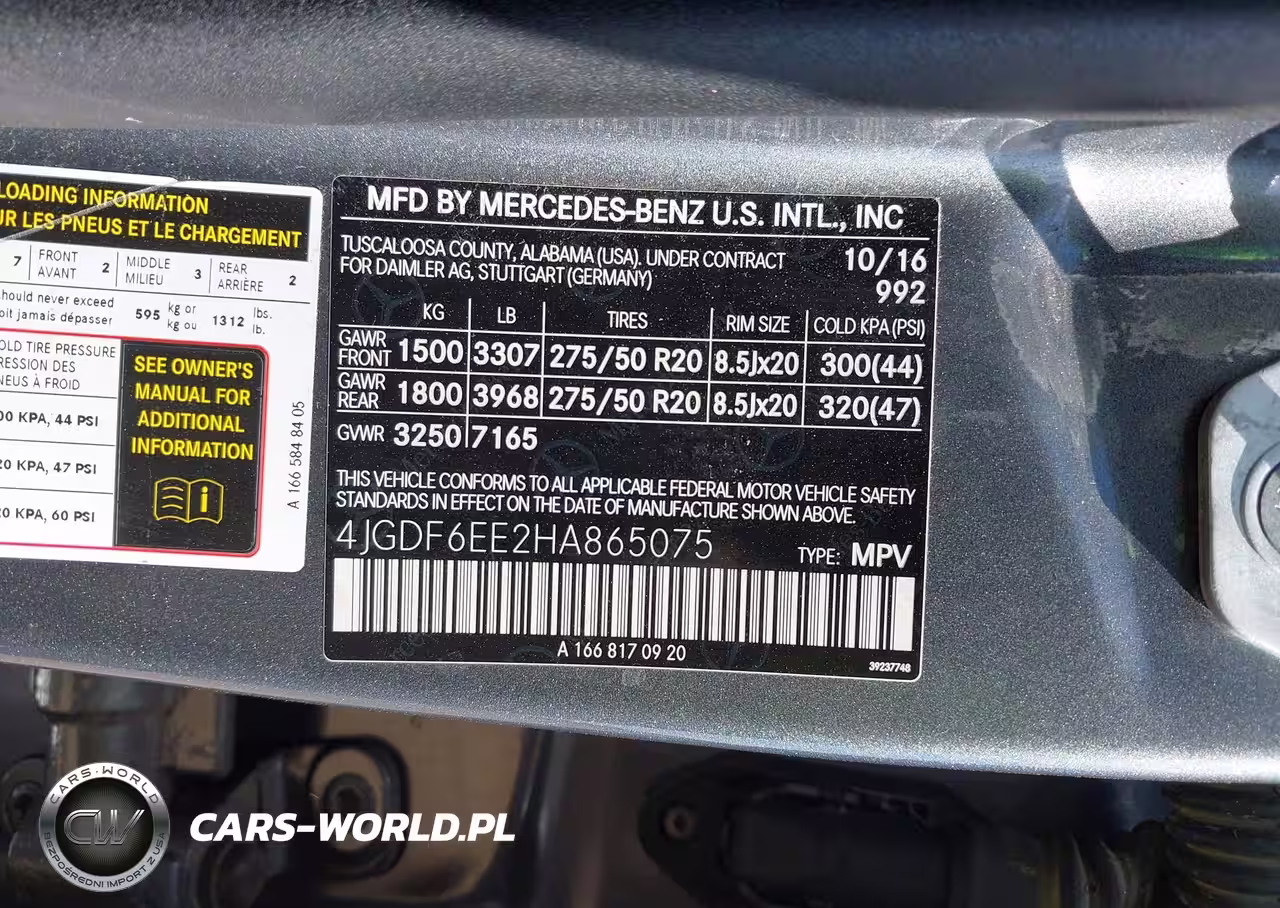 LOADING INFORMATION
UR LES PNEUS ET LE CHARGEMENT
7 FRONT AVANT 2 MIDDLE MILIEU 3 REAR ARRIÈRE 2
hould never exceed
oit jamais dépasser
595 kg or kg ou 1312 lbs. lb.
OLD TIRE PRESSURE
RESSION DES
NEUS À FROID
00 KPA, 44 PSI
20 KPA, 47 PSI
20 KPA, 60 PSI
SEE OWNER'S
MANUAL FOR
ADDITIONAL
INFORMATION
A 166 584 84 05
MFD BY MERCEDES-BENZ U.S. INTL., INC
TUSCALOOSA COUNTY, ALABAMA (USA). UNDER CONTRACT
FOR DAIMLER AG, STUTTGART (GERMANY)
10/16
992
KG LB TIRES RIM SIZE COLD KPA (PSI)
GAWR FRONT 1500 3307 275/50 R20 8.5Jx20 300(44)
GAWR REAR 1800 3968 275/50 R20 8.5Jx20 320(47)
GVWR 3250 7165
THIS VEHICLE CONFORMS TO ALL APPLICABLE FEDERAL MOTOR VEHICLE SAFETY
STANDARDS IN EFFECT ON THE DATE OF MANUFACTURE SHOWN ABOVE.
4JGDF6EE2HA865075
TYPE: MPV
A 166 817 09 20
39237748
CARS-WORLD
CW
BEZPOŚREDNI IMPORT Z USA
CARS-WORLD.PL